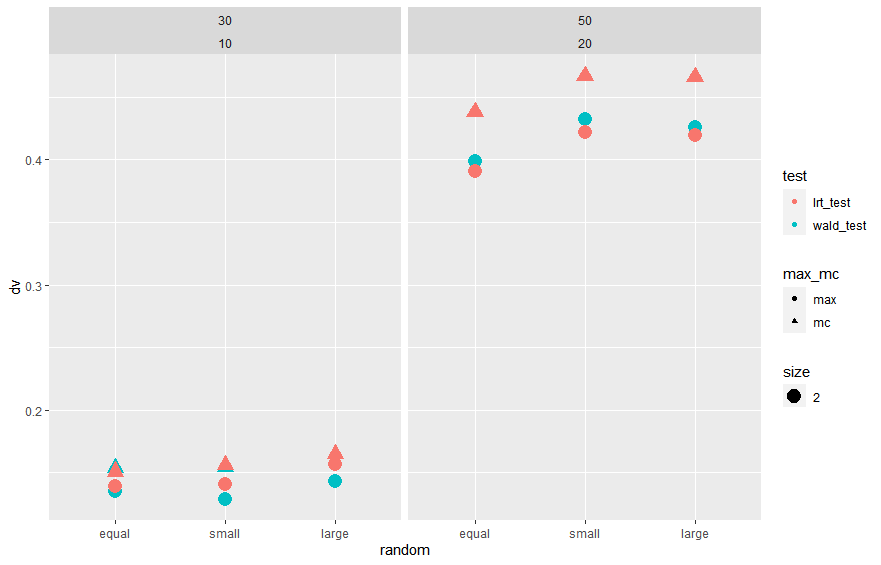 30
50
10
20
0.4
0.3
0.2
dv
equal
small
large
equal
small
large
random
test
lrt_test
wald_test
max_mc
max
mc
size
2